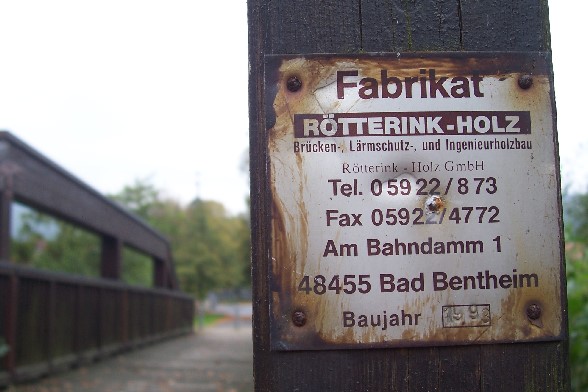 Fabrikat
RÖTTERINK-HOLZ
Brücken-, Lärmschutz-, und Ingenieurholzbau
Rötterink - Holz GmbH
Tel. 05922/873
Fax 05922/4772
Am Bahndamm 1
48455 Bad Bentheim
Baujahr